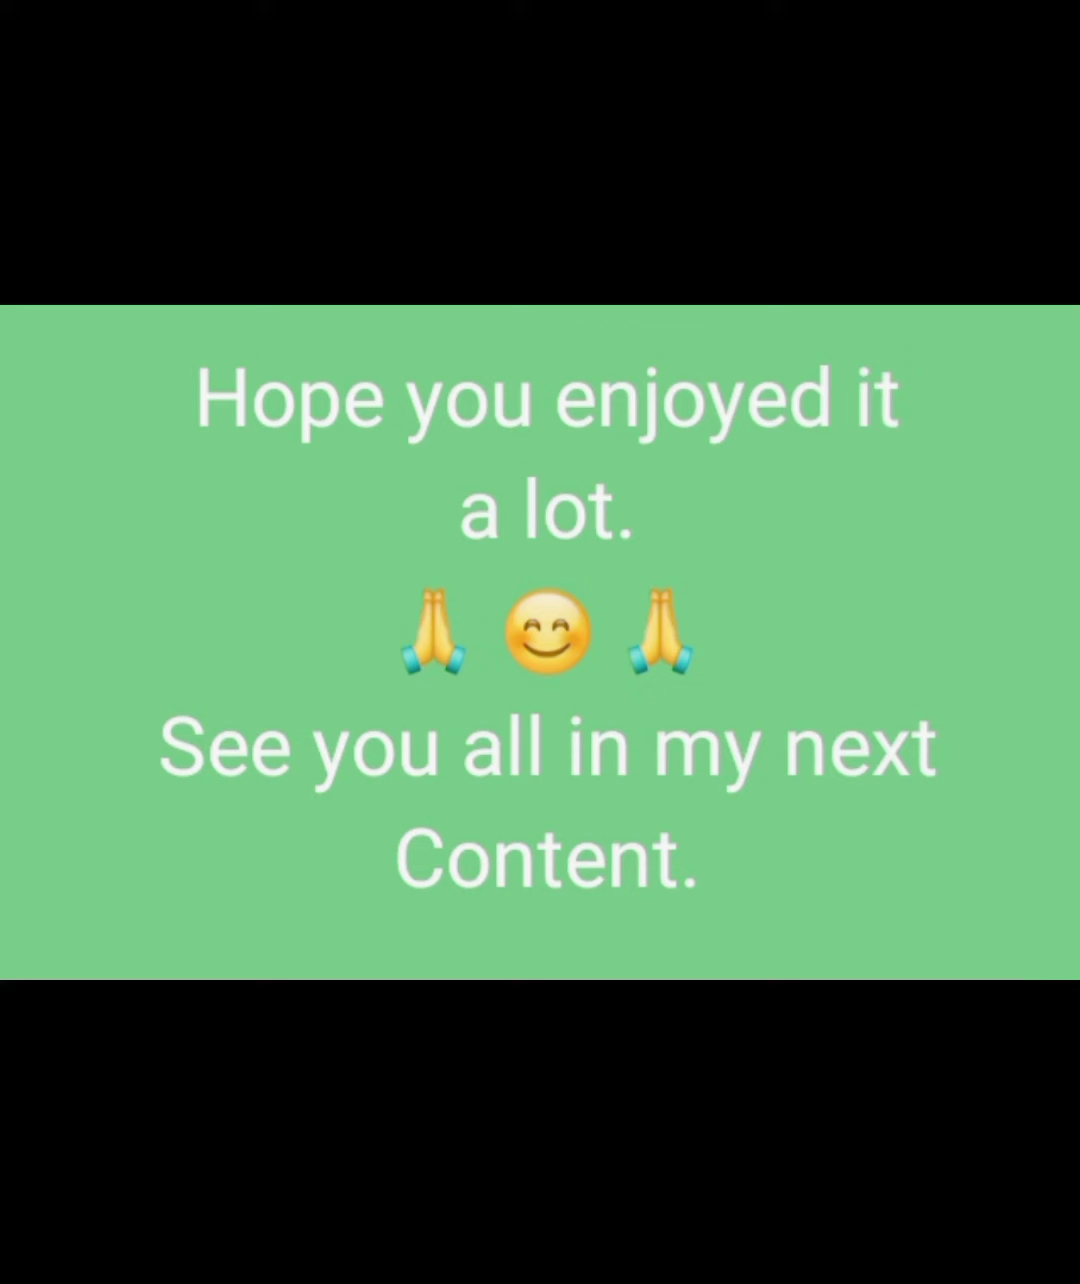 Hope you enjoyed it
a lot.
🙏 😊 🙏
See you all in my next
Content.